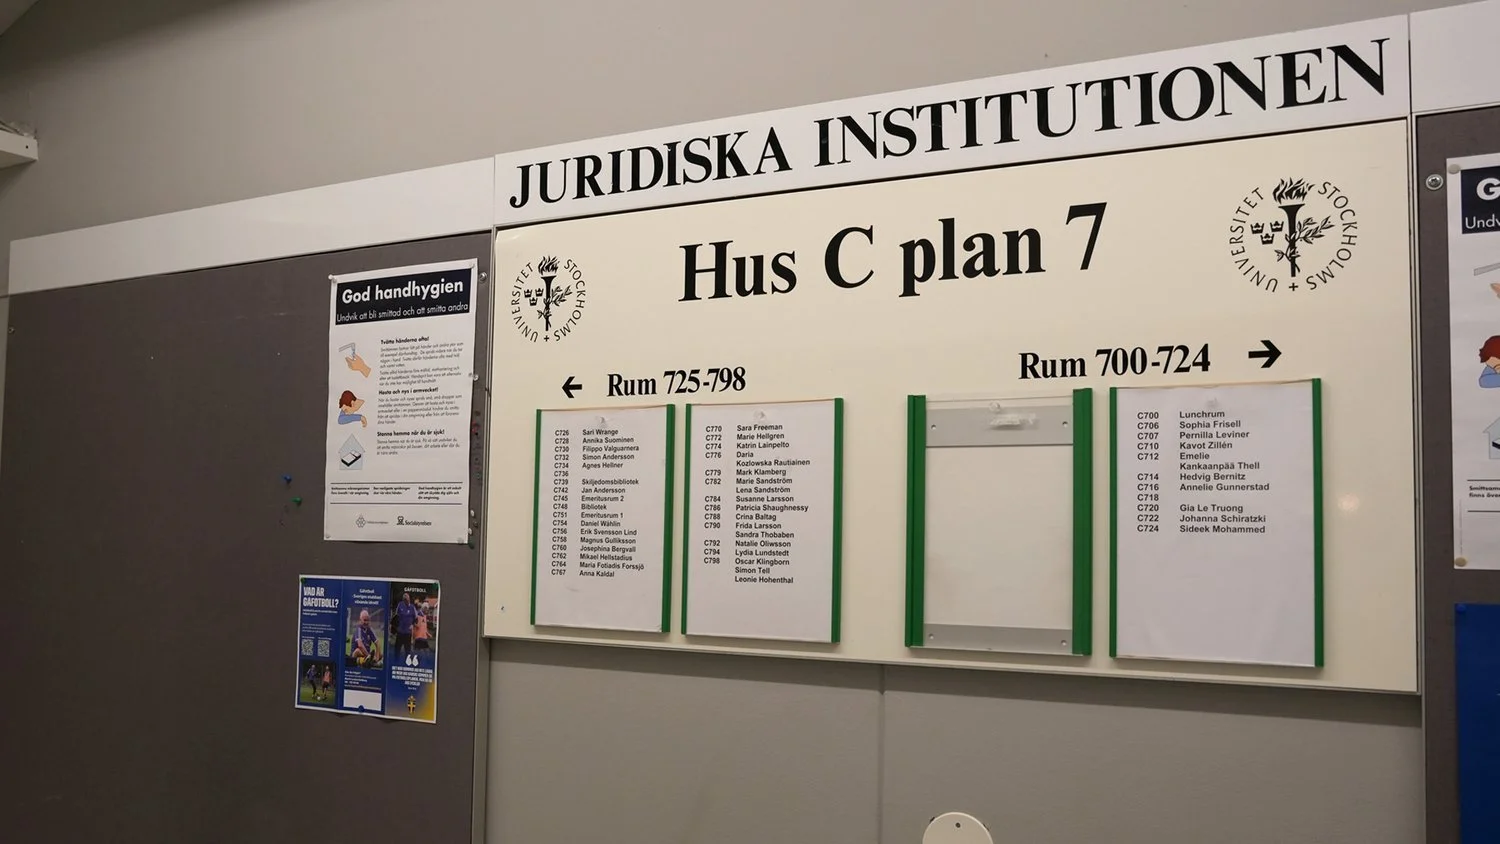 JURIDISKA INSTITUTIONEN
Hus C plan 7
STOCKHOLMS UNIVERSITET
STOCKHOLMS UNIVERSITET
← Rum 725-798
Rum 700-724 →
C726 Sari Wrange
C728 Annika Suominen
C730 Filippo Valguarnera
C732 Simon Andersson
C734 Agnes Hellner
C736
C739 Skiljedomsbibliotek
C742 Jan Andersson
C745 Emeritusrum 2
C748 Bibliotek
C751 Emeritusrum 1
C754 Daniel Wåhlin
C756 Erik Svensson Lind
C758 Magnus Gulliksson
C760 Josephina Bergvall
C762 Mikael Hellstadius
C764 Maria Fotiadis Forssjö
C767 Anna Kaldal
C770 Sara Freeman
C772 Marie Hellgren
C774 Katrin Lainpelto
C776 Daria
Kozlowska Rautiainen
C779 Mark Klamberg
C782 Marie Sandström
Lena Sandström
C784 Susanne Larsson
C786 Patricia Shaughnessy
C788 Crina Baltag
C790 Frida Larsson
Sandra Thobaben
C792 Natalie Oliwsson
C794 Lydia Lundstedt
C798 Oscar Klingborn
Simon Tell
Leonie Hohenthal
C700 Lunchrum
C706 Sophia Frisell
C707 Pernilla Leviner
C710 Kavot Zillén
C712 Emelie
Kankaanpää Thell
C714 Hedvig Bernitz
C716 Annelie Gunnerstad
C718
C720 Gia Le Truong
C722 Johanna Schiratzki
C724 Sideek Mohammed
God handhygien
Undvik att bli smittad och att smitta andra
Tvätta händerna ofta!
Hosta och nys i armvecket!
Stanna hemma när du är sjuk!
Socialstyrelsen
VAD ÄR
GÅFOTBOLL?
Gåfotboll
GÅFOTBOLL
G
Undv